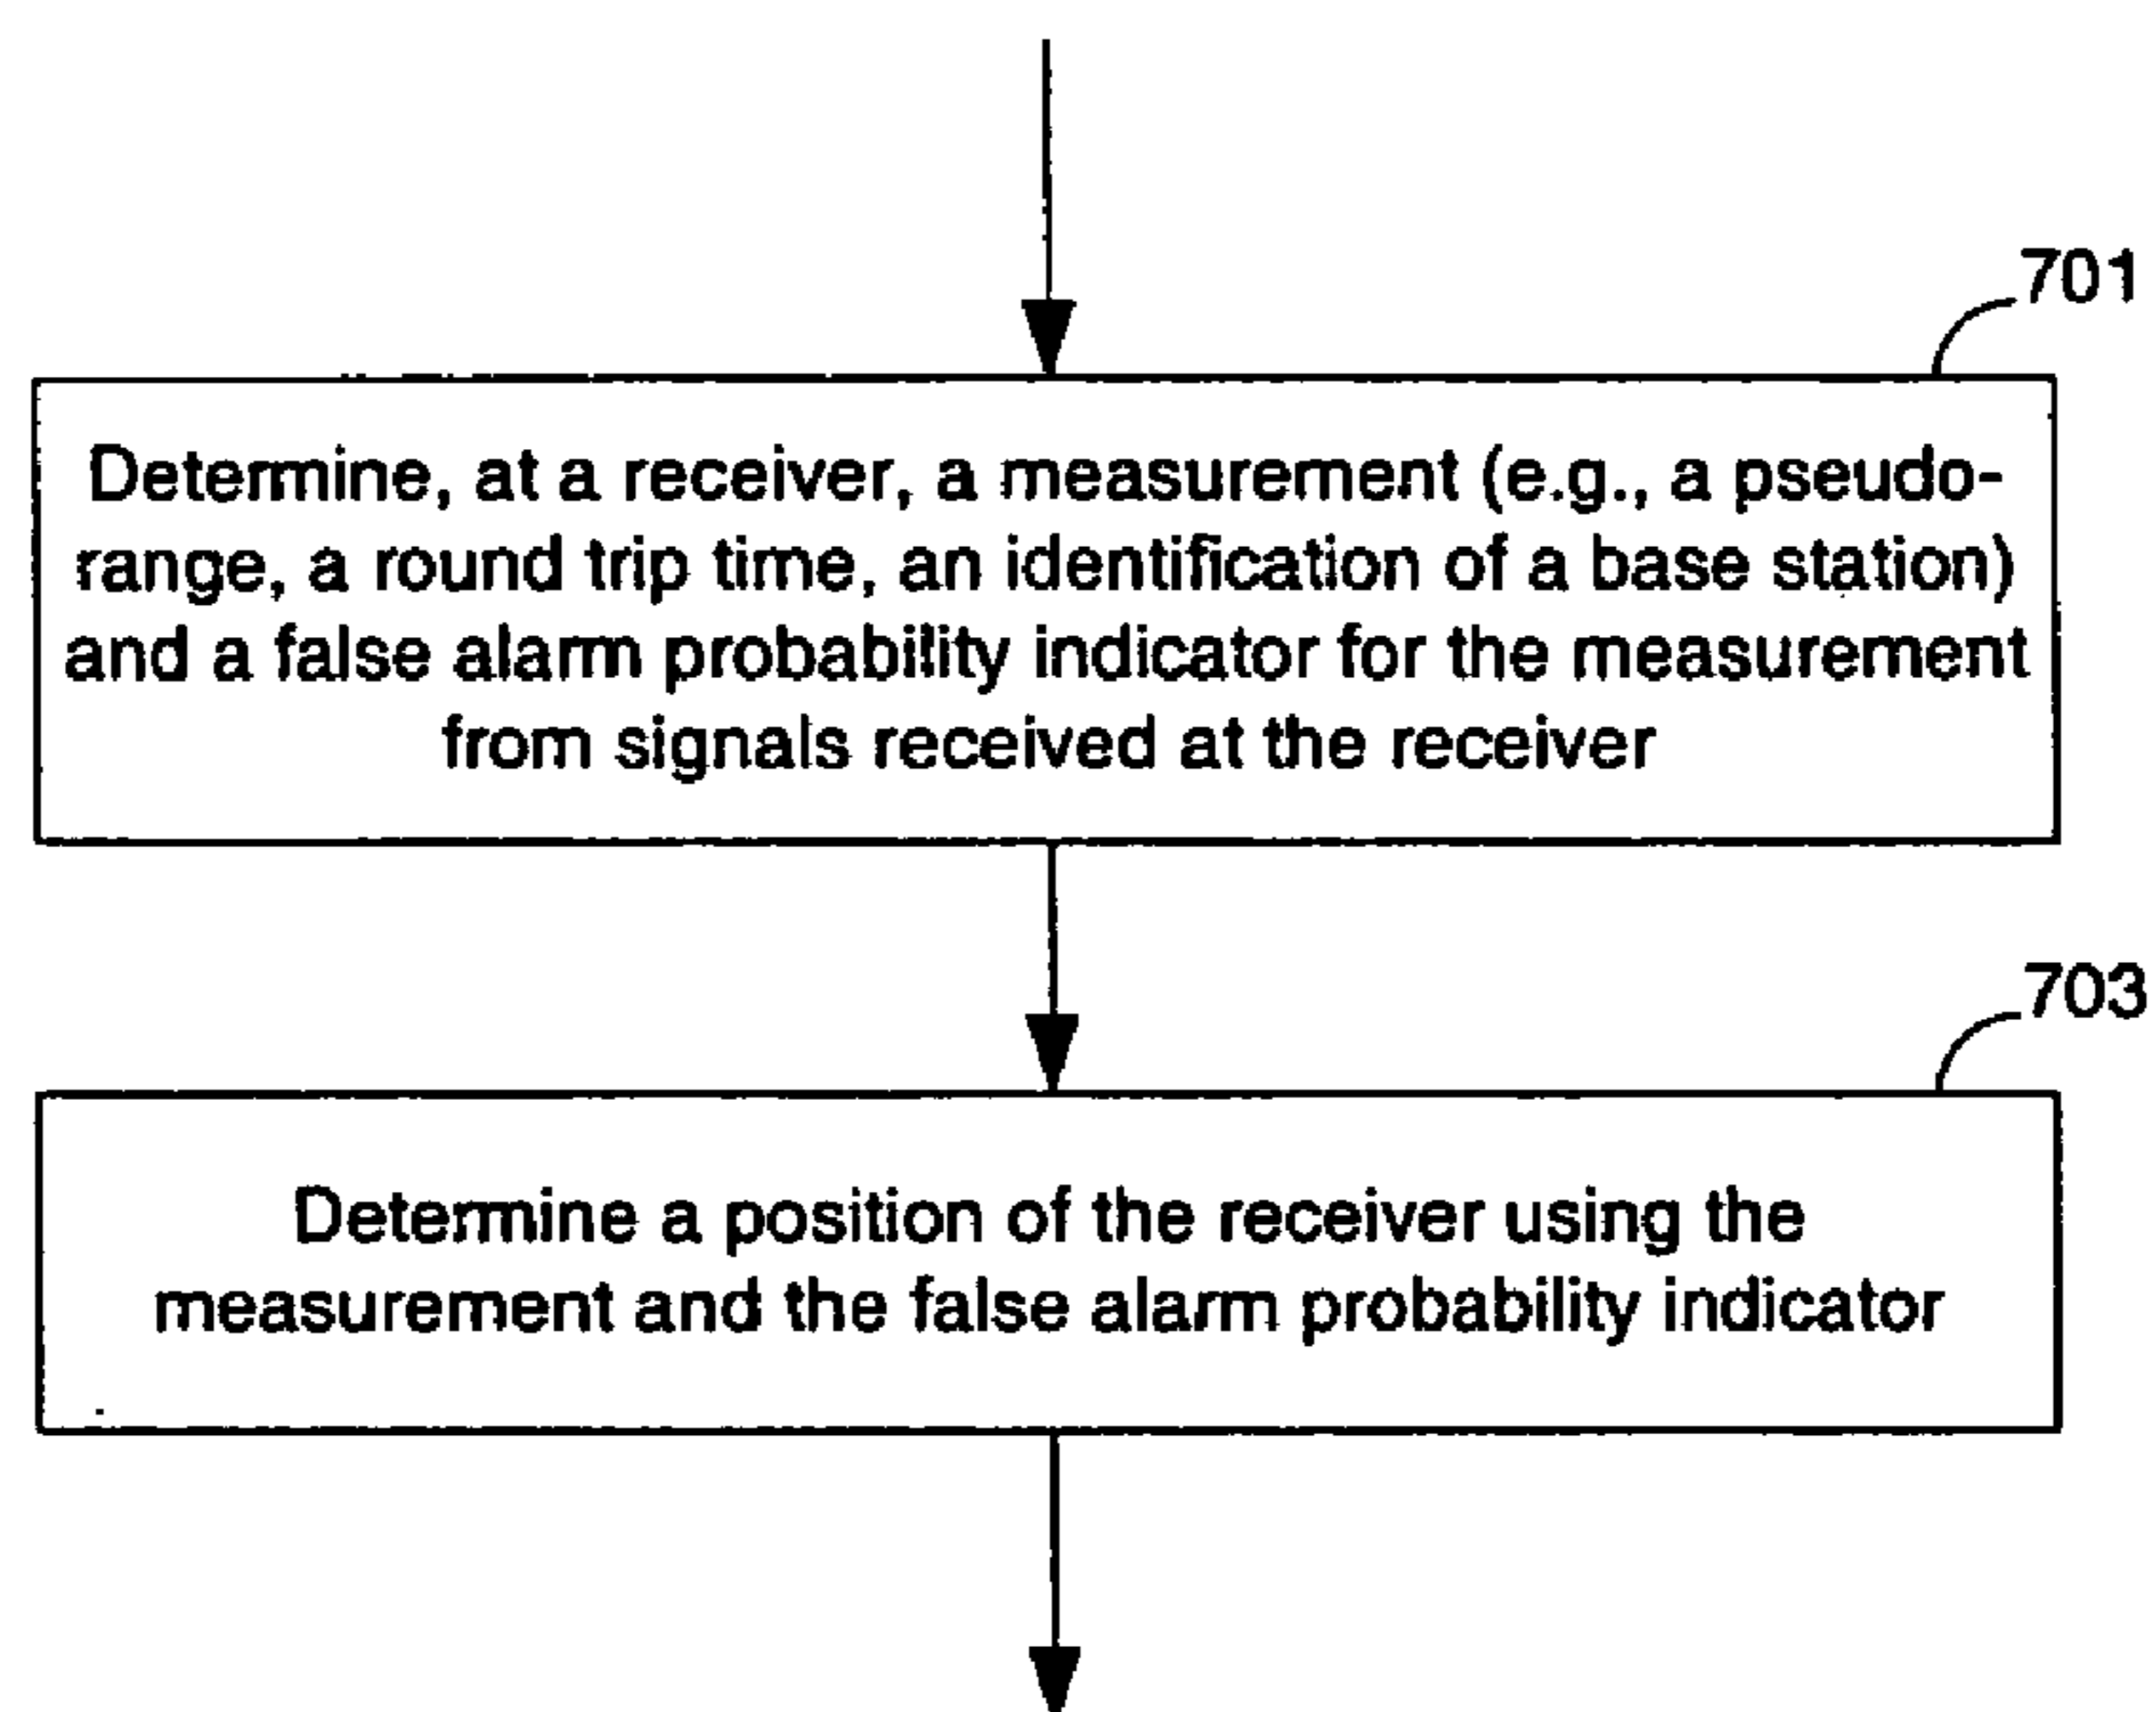 701
Determine, at a receiver, a measurement (e.g., a pseudo-
range, a round trip time, an identification of a base station)
and a false alarm probability indicator for the measurement
from signals received at the receiver
703
Determine a position of the receiver using the
measurement and the false alarm probability indicator